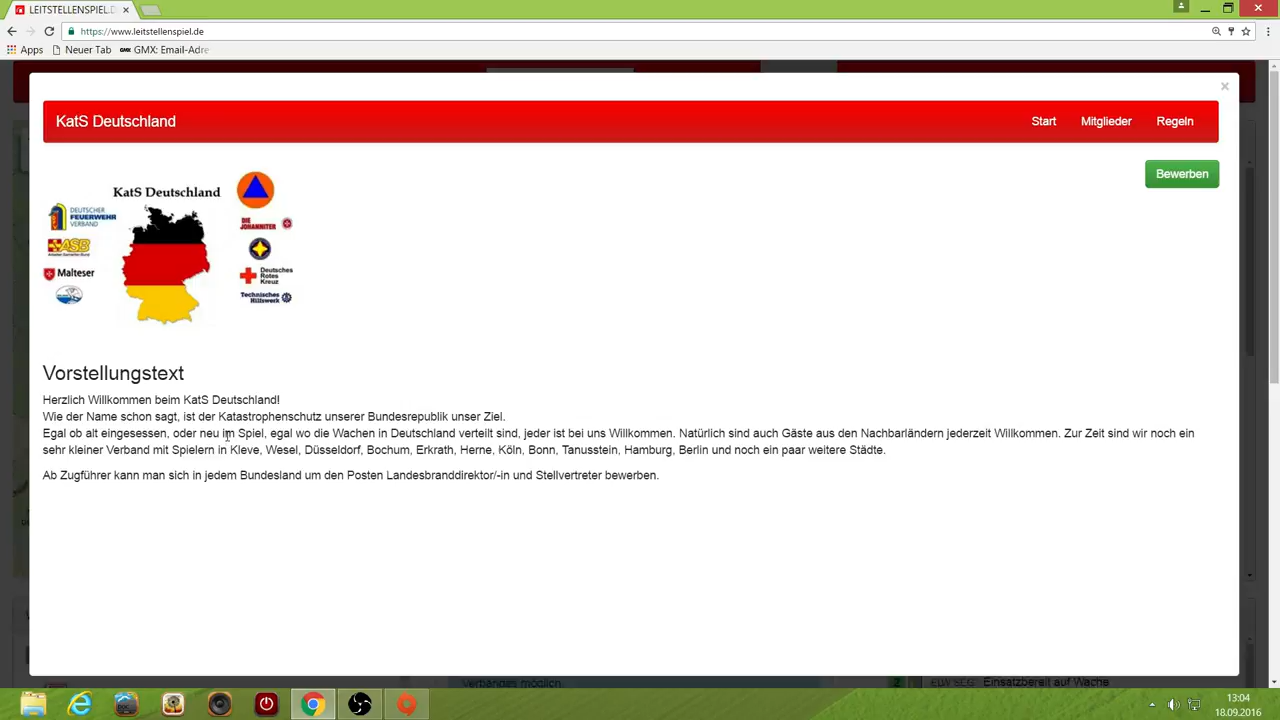 LEITSTELLENSPIEL.D
https://www.leitstellenspiel.de
Apps Neuer Tab GMX GMX: Email-Adre
KatS Deutschland Start Mitglieder Regeln
Bewerben
KatS Deutschland
DEUTSCHER
FEUERWEHR
VERBAND
DIE
JOHANNITER
ASB
Malteser
Deutsches
Rotes
Kreuz
Technisches
Hilfswerk
Vorstellungstext
Herzlich Willkommen beim KatS Deutschland!
Wie der Name schon sagt, ist der Katastrophenschutz unserer Bundesrepublik unser Ziel.
Egal ob alt eingesessen, oder neu im Spiel, egal wo die Wachen in Deutschland verteilt sind, jeder ist bei uns Willkommen. Natürlich sind auch Gäste aus den Nachbarländern jederzeit Willkommen. Zur Zeit sind wir noch ein
sehr kleiner Verband mit Spielern in Kleve, Wesel, Düsseldorf, Bochum, Erkrath, Herne, Köln, Bonn, Tanusstein, Hamburg, Berlin und noch ein paar weitere Städte.
Ab Zugführer kann man sich in jedem Bundesland um den Posten Landesbranddirektor/-in und Stellvertreter bewerben.
Verbandes möglich.
Einsatzbereit auf Wache
13:04
18.09.2016